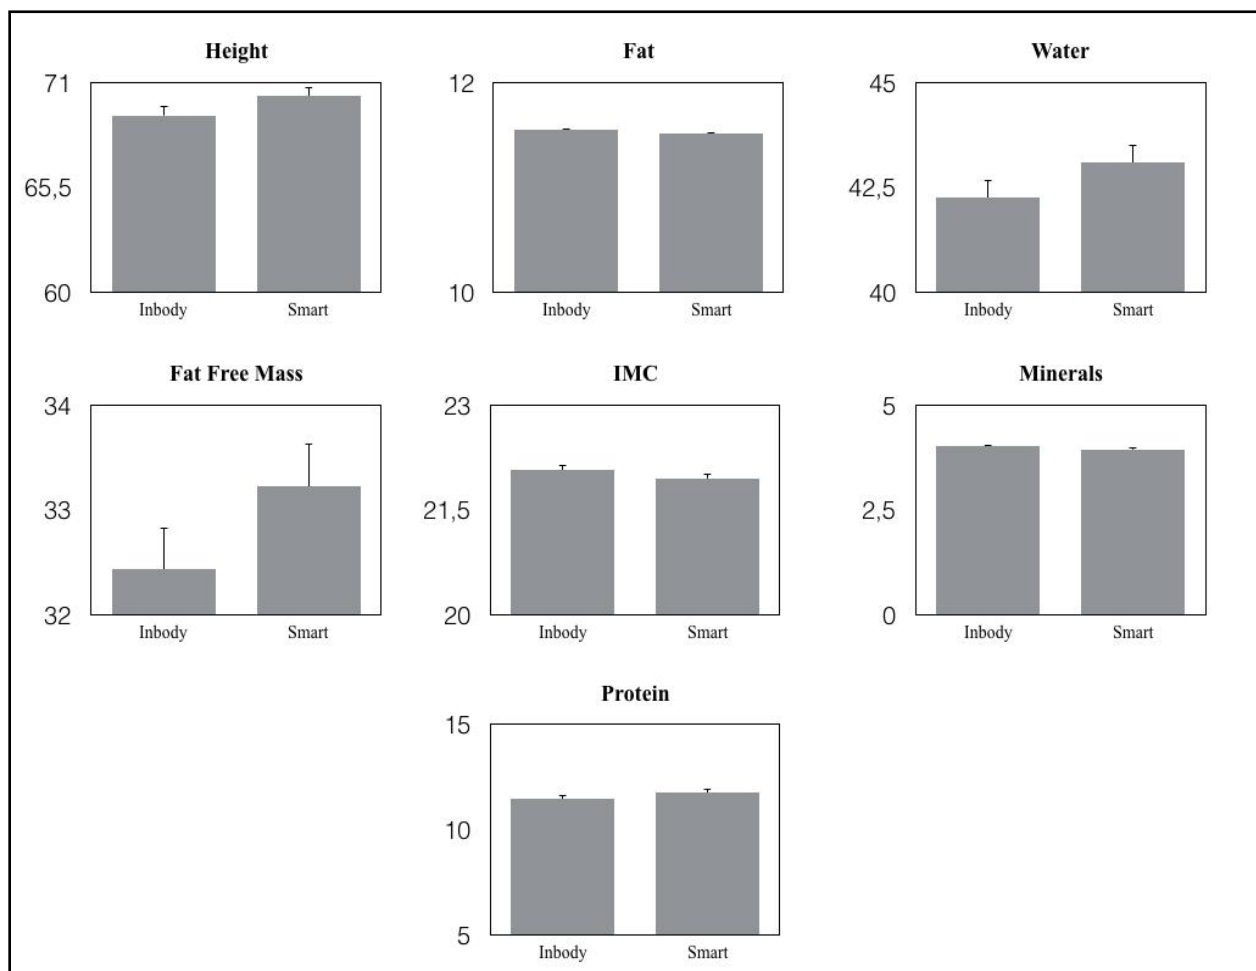 Height
71
65,5
60
Inbody Smart
Fat
12
10
Inbody Smart
Water
45
42,5
40
Inbody Smart
Fat Free Mass
34
33
32
Inbody Smart
IMC
23
21,5
20
Inbody Smart
Minerals
5
2,5
0
Inbody Smart
Protein
15
10
5
Inbody Smart